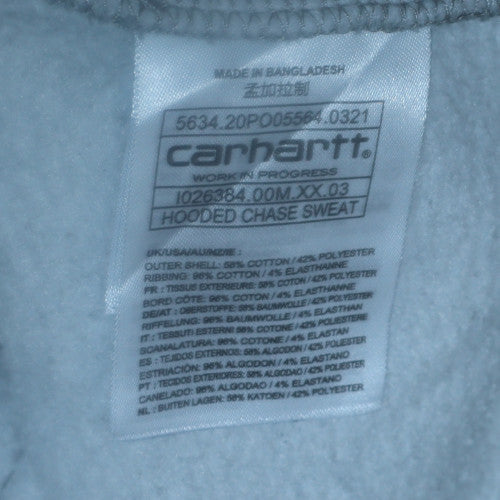 MADE IN BANGLADESH
孟加拉制
5634.20PO05564.0321
carhartt®
WORK IN PROGRESS
I026384.00M.XX.03
HOODED CHASE SWEAT
UK/USA/AU/NZ/IE :
OUTER SHELL: 58% COTTON / 42% POLYESTER
RIBBING: 96% COTTON / 4% ELASTHANNE
FR : TISSUS EXTERIEURES: 58% COTON / 42% POLYESTER
BORD CÔTE: 96% COTON / 4% ELASTHANNE
DE/AT : OBERSTOFFE: 58% BAUMWOLLE / 42% POLYESTER
RIFFELUNG: 96% BAUMWOLLE / 4% ELASTHAN
IT : TESSUTI ESTERNI: 58% COTONE / 42% POLIESTERE
SCANALATURA: 96% COTONE / 4% ELASTAN
ES : TEJIDOS EXTERNOS: 58% ALGODON / 42% POLIESTER
ESTRIACIÓN: 96% ALGODON / 4% ELASTANO
PT : TECIDOS EXTERIORES: 58% ALGODAO / 42% POLIESTER
CANELADO: 96% ALGODAO / 4% ELASTANO
NL : BUITEN LAGEN: 58% KATOEN / 42% POLYESTER